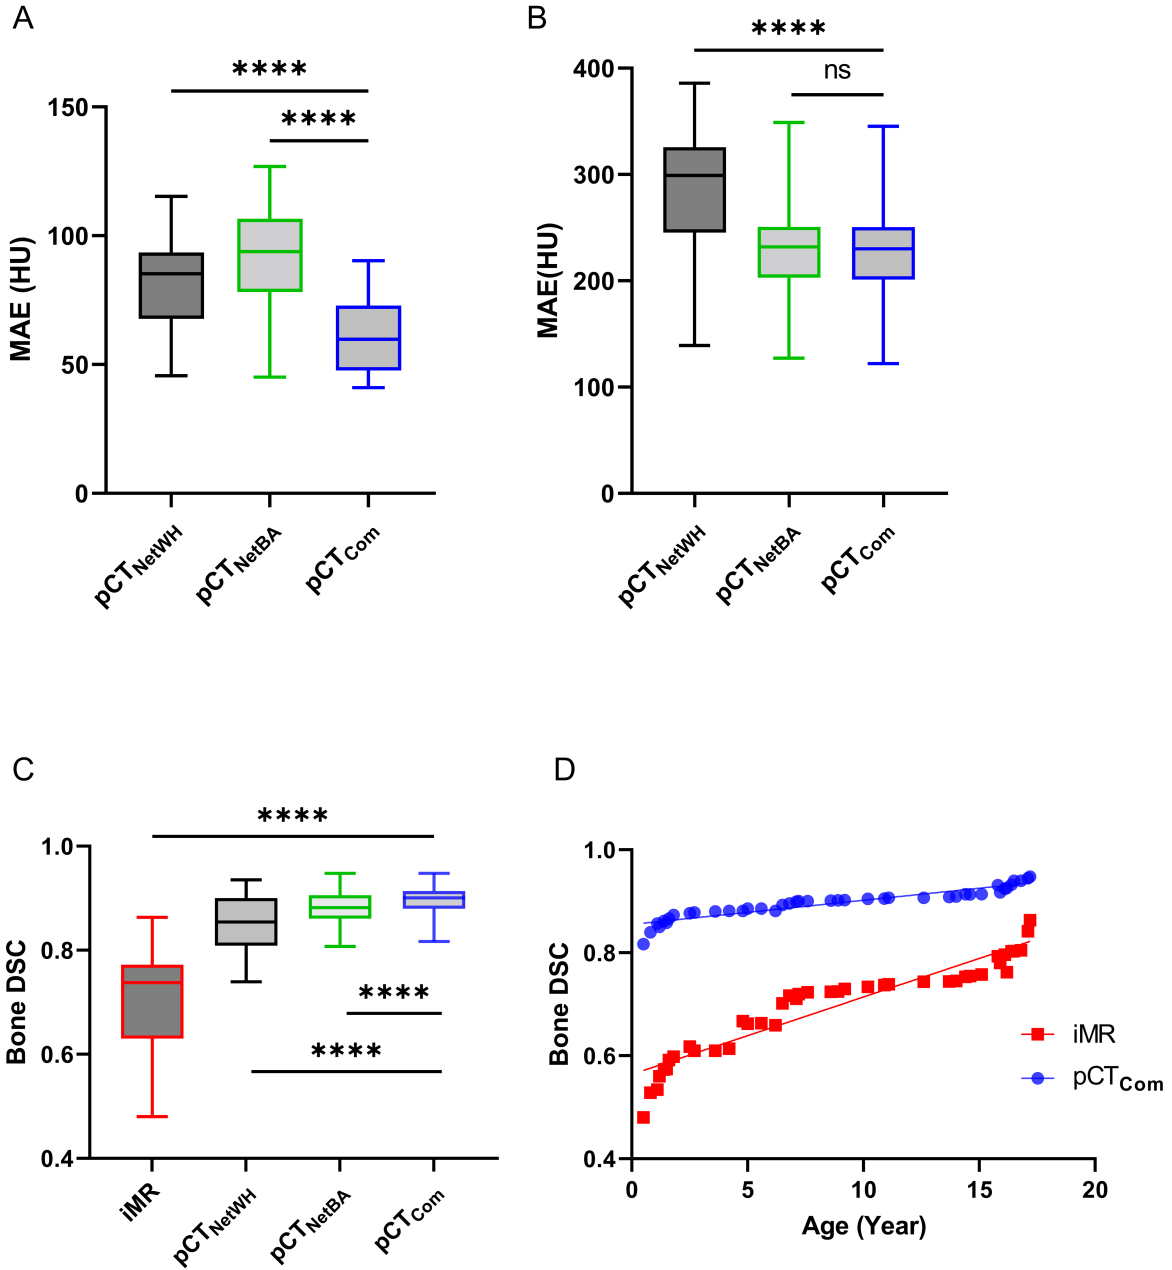 A
****
****
150
100
50
0
MAE (HU)
pCTNetWH
pCTNetBA
pCTCom
B
****
ns
400
300
200
100
0
MAE(HU)
pCTNetWH
pCTNetBA
pCTCom
C
****
1.0
0.8
0.6
0.4
Bone DSC
****
****
iMR
pCTNetWH
pCTNetBA
pCTCom
D
1.0
0.8
0.6
0.4
Bone DSC
iMR
pCTCom
0 5 10 15 20
Age (Year)